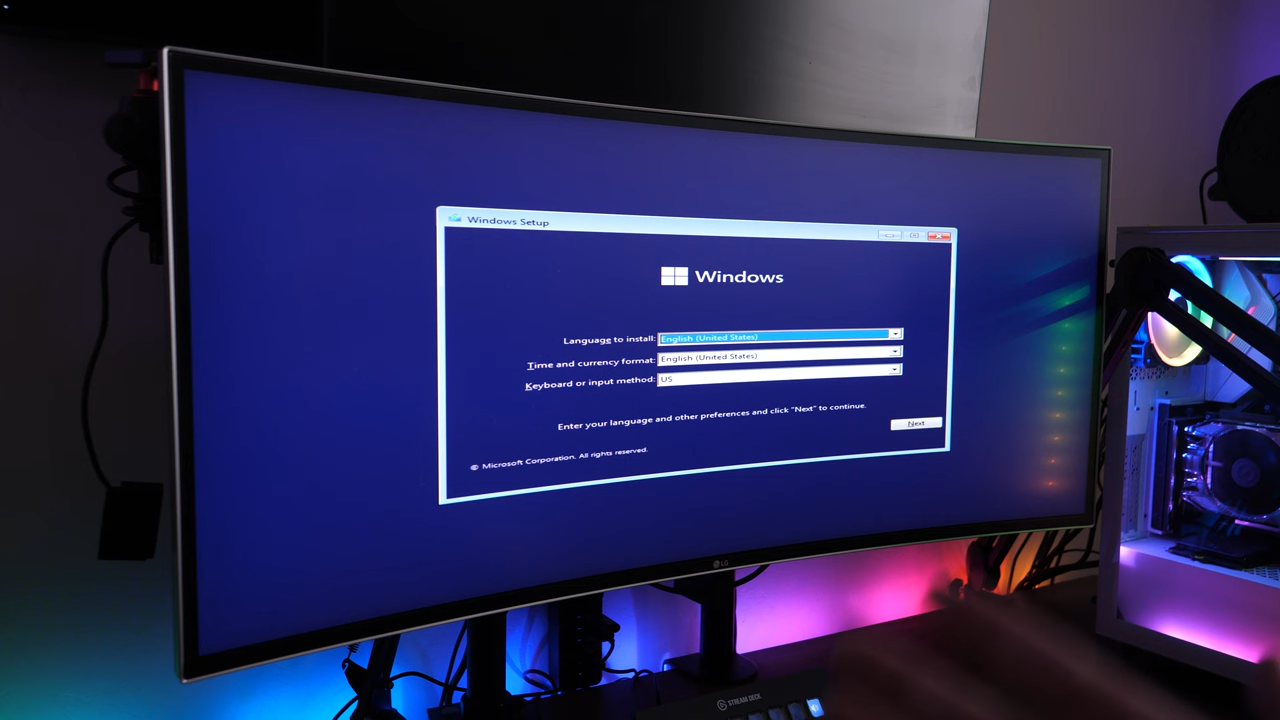 Windows Setup
Windows
Language to install: English (United States)
Time and currency format: English (United States)
Keyboard or input method: US
Enter your language and other preferences and click "Next" to continue.
Next
© Microsoft Corporation. All rights reserved.
LG
STREAM DECK